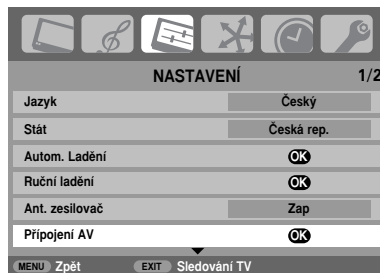 NASTAVENÍ 1/2
Jazyk Český
Stát Česká rep.
Autom. Ladění OK
Ruční ladění OK
Ant. zesilovač Zap
Přípojení AV OK
MENU Zpět EXIT Sledování TV